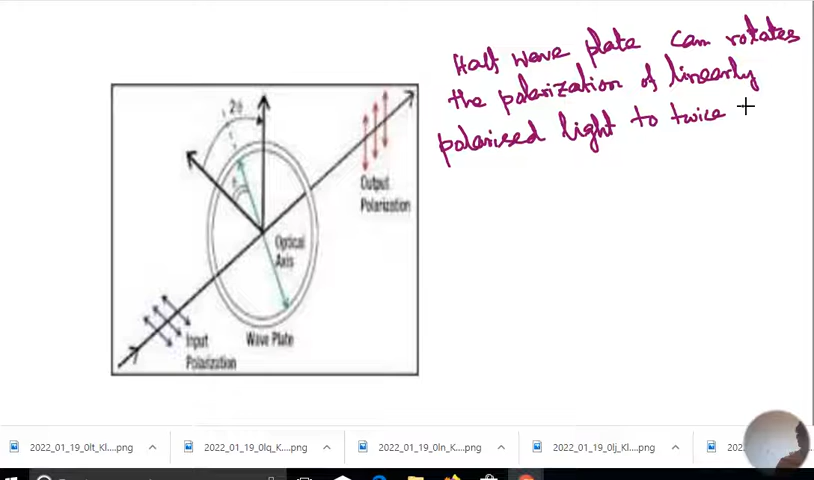 Half wave plate can rotates
the polarization of linearly
polarised light to twice
2θ
θ
Output
Polarization
Optical
Axis
Input
Polarization
Wave Plate
2022_01_19_0lt_Kl....png
2022_01_19_0lq_K....png
2022_01_19_0ln_K....png
2022_01_19_0lj_Kl....png
202